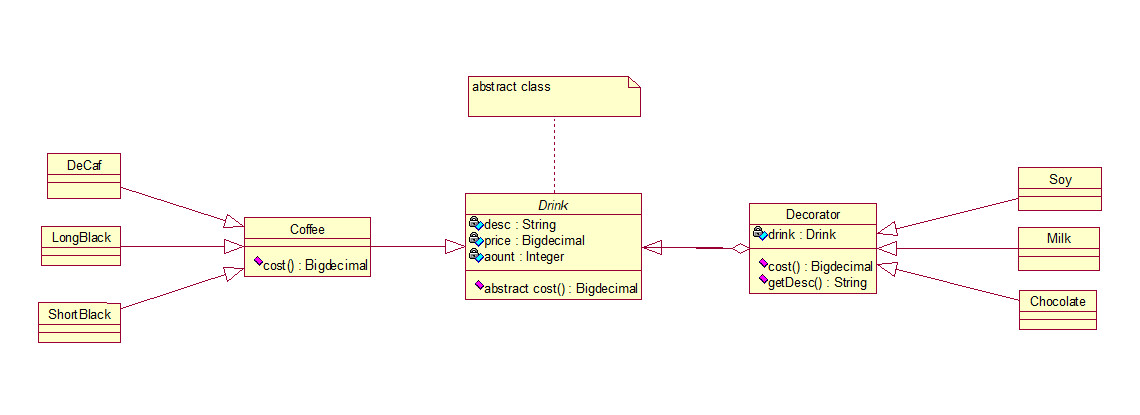 abstract class
DeCaf
LongBlack
ShortBlack
Coffee
cost() : Bigdecimal
Drink
desc : String
price : Bigdecimal
aount : Integer
abstract cost() : Bigdecimal
Decorator
drink : Drink
cost() : Bigdecimal
getDesc() : String
Soy
Milk
Chocolate